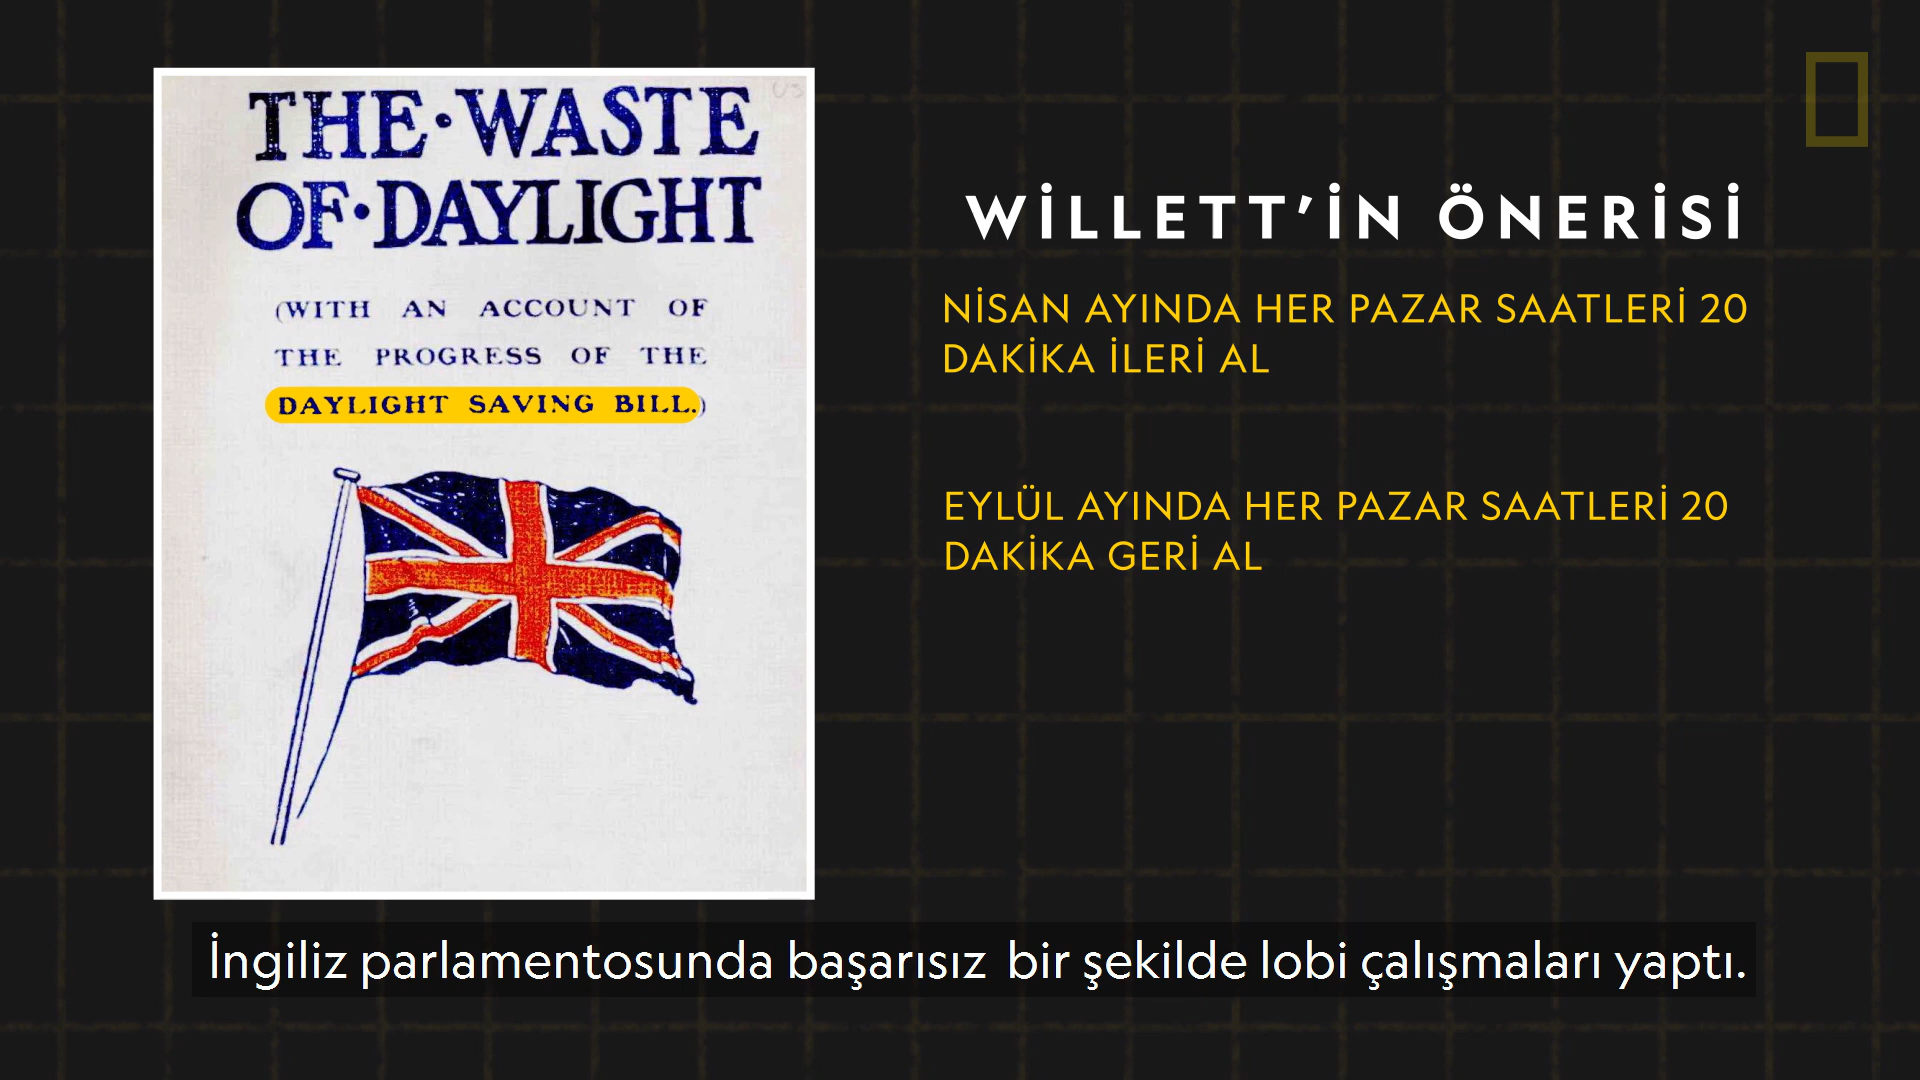 THE·WASTE
OF·DAYLIGHT
(WITH AN ACCOUNT OF
THE PROGRESS OF THE
DAYLIGHT SAVING BILL.)
WİLLETT’İN ÖNERİSİ
NİSAN AYINDA HER PAZAR SAATLERİ 20
DAKİKA İLERİ AL
EYLÜL AYINDA HER PAZAR SAATLERİ 20
DAKİKA GERİ AL
İngiliz parlamentosunda başarısız bir şekilde lobi çalışmaları yaptı.